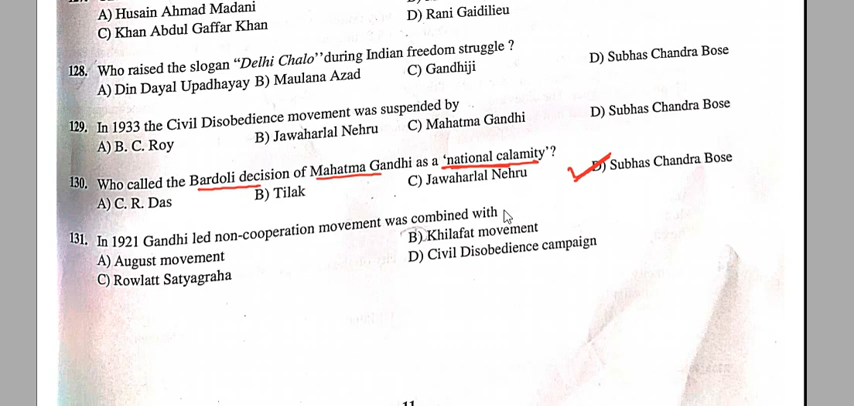 A) Husain Ahmad Madani
D) Rani Gaidilieu
C) Khan Abdul Gaffar Khan
128. Who raised the slogan “Delhi Chalo’’during Indian freedom struggle ?
A) Din Dayal Upadhayay B) Maulana Azad C) Gandhiji D) Subhas Chandra Bose
129. In 1933 the Civil Disobedience movement was suspended by
A) B. C. Roy B) Jawaharlal Nehru C) Mahatma Gandhi D) Subhas Chandra Bose
130. Who called the Bardoli decision of Mahatma Gandhi as a ‘national calamity’?
A) C. R. Das B) Tilak C) Jawaharlal Nehru D) Subhas Chandra Bose
131. In 1921 Gandhi led non-cooperation movement was combined with
A) August movement B) Khilafat movement
C) Rowlatt Satyagraha D) Civil Disobedience campaign